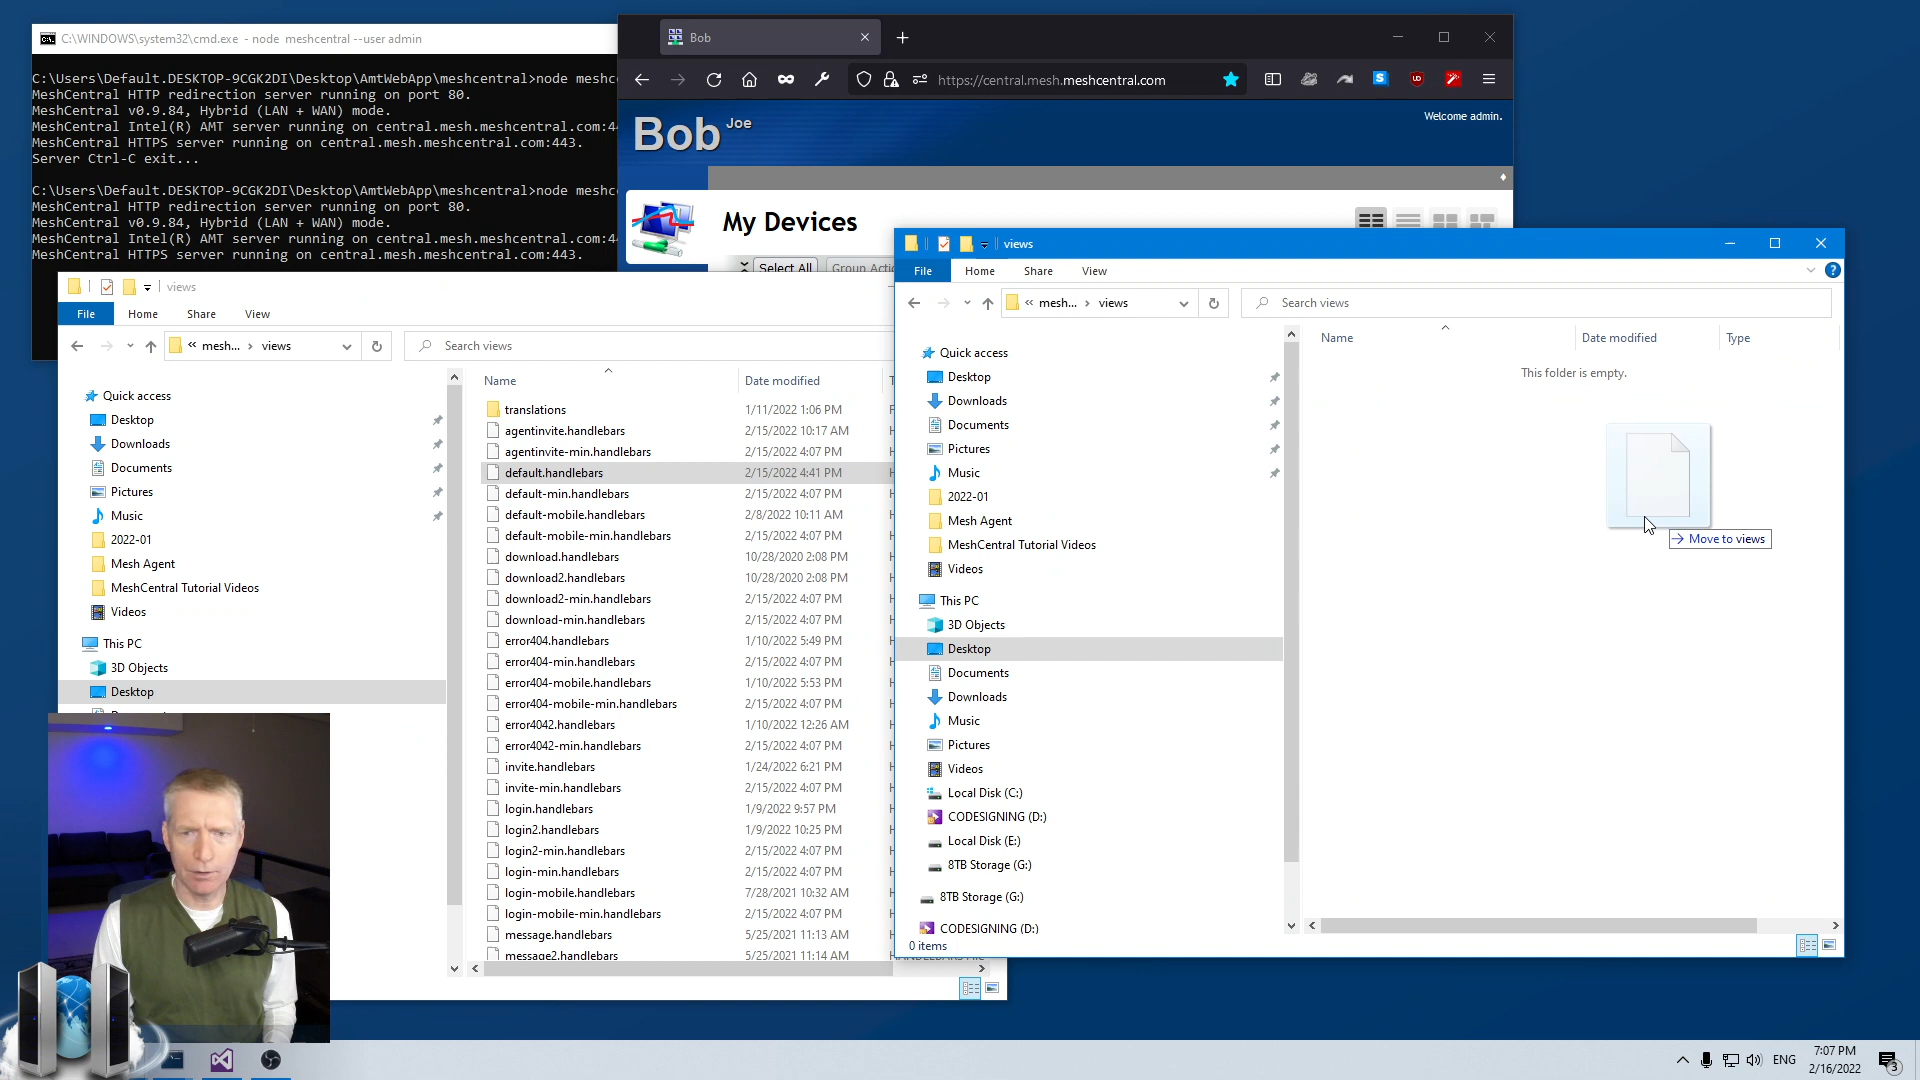 C:\WINDOWS\system32\cmd.exe - node meshcentral --user admin
C:\Users\Default.DESKTOP-9CGK2DI\Desktop\AmtWebApp\meshcentral>node meshc
MeshCentral HTTP redirection server running on port 80.
MeshCentral v0.9.84, Hybrid (LAN + WAN) mode.
MeshCentral Intel(R) AMT server running on central.mesh.meshcentral.com:4
MeshCentral HTTPS server running on central.mesh.meshcentral.com:443.
Server Ctrl-C exit...
C:\Users\Default.DESKTOP-9CGK2DI\Desktop\AmtWebApp\meshcentral>node meshc
MeshCentral HTTP redirection server running on port 80.
MeshCentral v0.9.84, Hybrid (LAN + WAN) mode.
MeshCentral Intel(R) AMT server running on central.mesh.meshcentral.com:4
MeshCentral HTTPS server running on central.mesh.meshcentral.com:443.
Bob
https://central.mesh.meshcentral.com
Bob Joe
Welcome admin.
My Devices
Select All
Group Actio
views
File Home Share View
mesh... › views
Search views
Quick access
Desktop
Downloads
Documents
Pictures
Music
2022-01
Mesh Agent
MeshCentral Tutorial Videos
Videos
This PC
3D Objects
Desktop
Name Date modified
translations 1/11/2022 1:06 PM
agentinvite.handlebars 2/15/2022 10:17 AM
agentinvite-min.handlebars 2/15/2022 4:07 PM
default.handlebars 2/15/2022 4:41 PM
default-min.handlebars 2/15/2022 4:07 PM
default-mobile.handlebars 2/8/2022 10:11 AM
default-mobile-min.handlebars 2/15/2022 4:07 PM
download.handlebars 10/28/2020 2:08 PM
download2.handlebars 10/28/2020 2:08 PM
download2-min.handlebars 2/15/2022 4:07 PM
download-min.handlebars 2/15/2022 4:07 PM
error404.handlebars 1/10/2022 5:49 PM
error404-min.handlebars 2/15/2022 4:07 PM
error404-mobile.handlebars 1/10/2022 5:53 PM
error404-mobile-min.handlebars 2/15/2022 4:07 PM
error4042.handlebars 1/10/2022 12:26 AM
error4042-min.handlebars 2/15/2022 4:07 PM
invite.handlebars 1/24/2022 6:21 PM
invite-min.handlebars 2/15/2022 4:07 PM
login.handlebars 1/9/2022 9:57 PM
login2.handlebars 1/9/2022 10:25 PM
login2-min.handlebars 2/15/2022 4:07 PM
login-min.handlebars 2/15/2022 4:07 PM
login-mobile.handlebars 7/28/2021 10:32 AM
login-mobile-min.handlebars 2/15/2022 4:07 PM
message.handlebars 5/25/2021 11:13 AM
message2.handlebars 5/25/2021 11:14 AM
views
File Home Share View
mesh... › views
Search views
Quick access
Desktop
Downloads
Documents
Pictures
Music
2022-01
Mesh Agent
MeshCentral Tutorial Videos
Videos
This PC
3D Objects
Desktop
Documents
Downloads
Music
Pictures
Videos
Local Disk (C:)
CODESIGNING (D:)
Local Disk (E:)
8TB Storage (G:)
8TB Storage (G:)
CODESIGNING (D:)
0 items
Name Date modified Type
This folder is empty.
Move to views
ENG
7:07 PM
2/16/2022
3